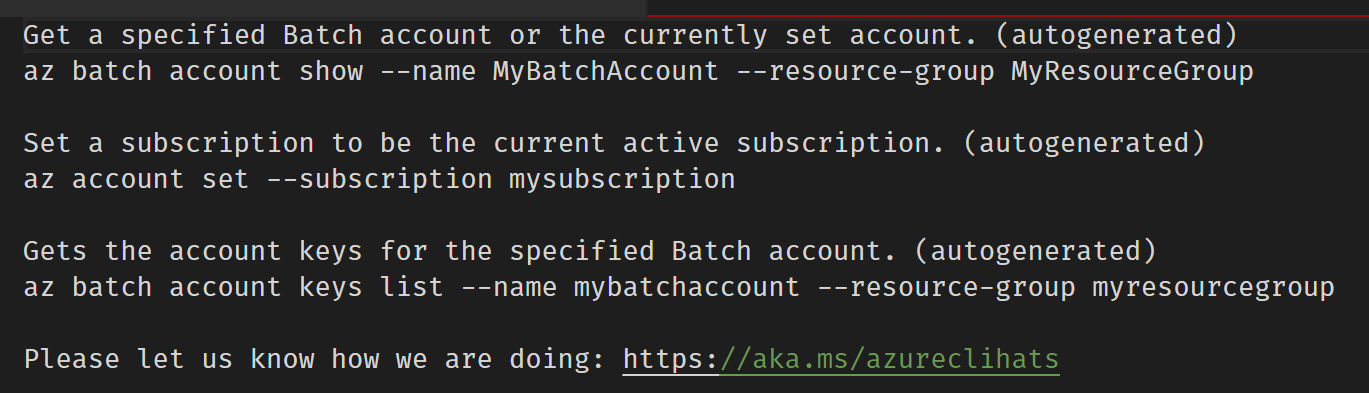 Get a specified Batch account or the currently set account. (autogenerated)
az batch account show --name MyBatchAccount --resource-group MyResourceGroup
Set a subscription to be the current active subscription. (autogenerated)
az account set --subscription mysubscription
Gets the account keys for the specified Batch account. (autogenerated)
az batch account keys list --name mybatchaccount --resource-group myresourcegroup
Please let us know how we are doing: https://aka.ms/azureclihats